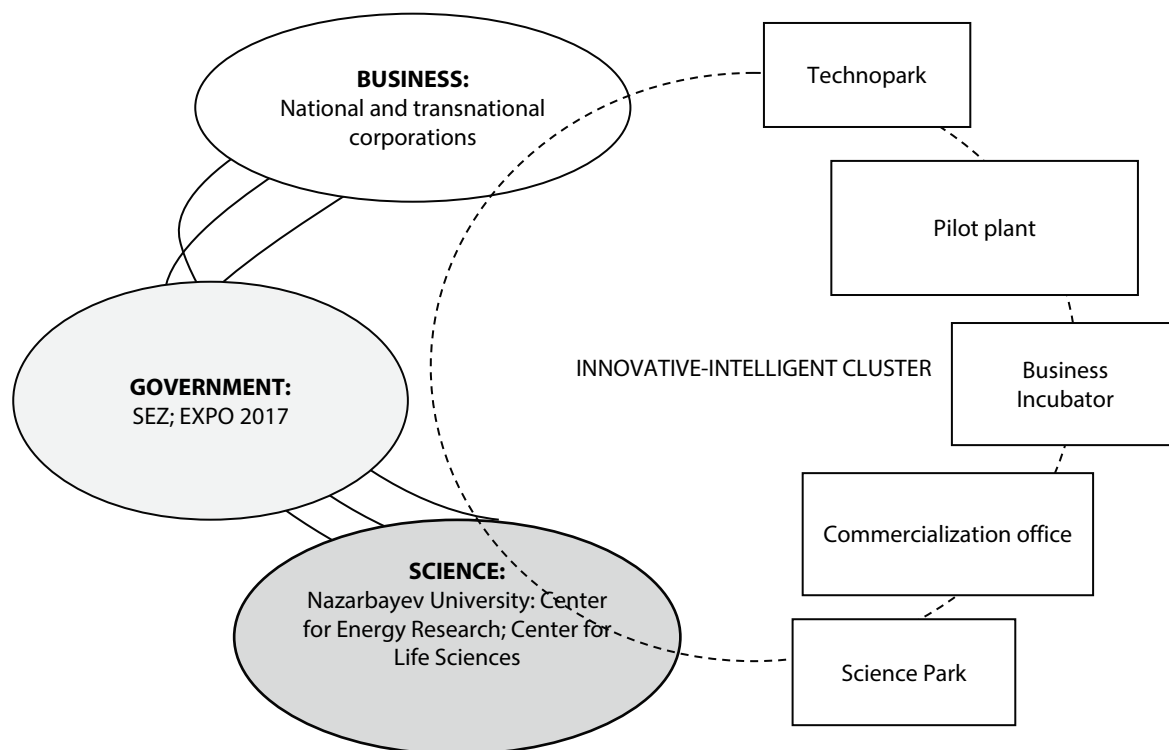 BUSINESS:
National and transnational
corporations
Technopark
Pilot plant
INNOVATIVE-INTELLIGENT CLUSTER
Business
Incubator
GOVERNMENT:
SEZ; EXPO 2017
Commercialization office
SCIENCE:
Nazarbayev University: Center
for Energy Research; Center for
Life Sciences
Science Park